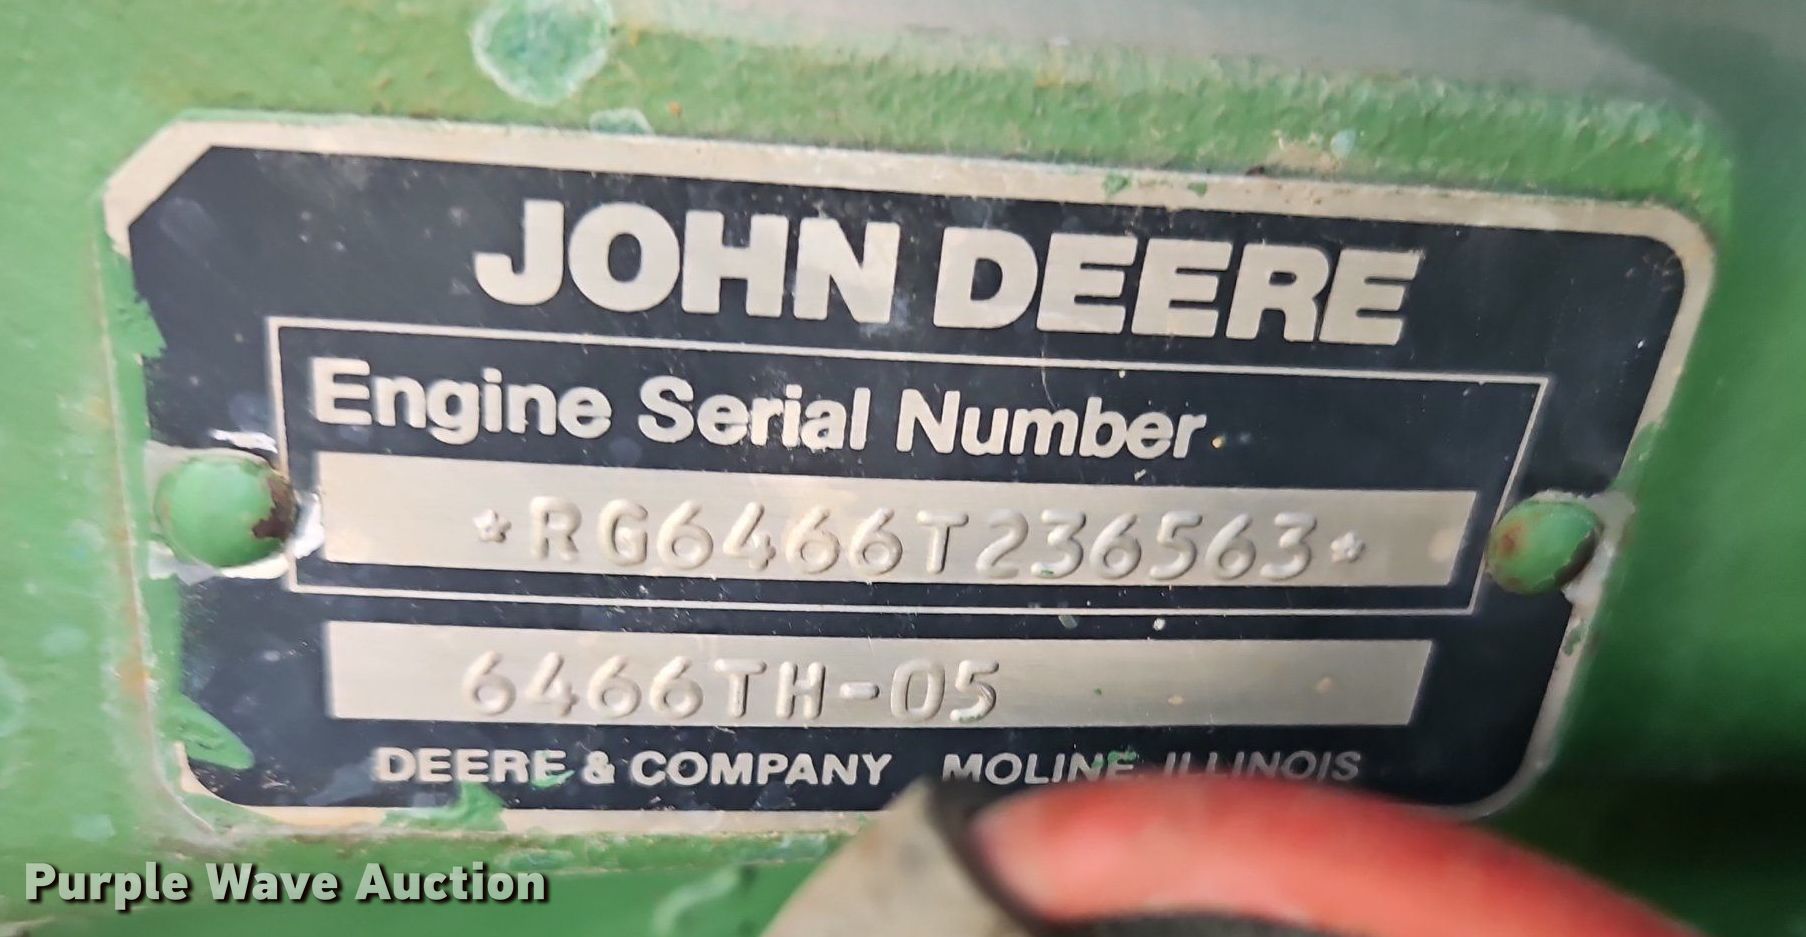 JOHN DEERE
Engine Serial Number
*RG6466T236563*
6466TH-05
DEERE & COMPANY MOLINE, ILLINOIS
Purple Wave Auction